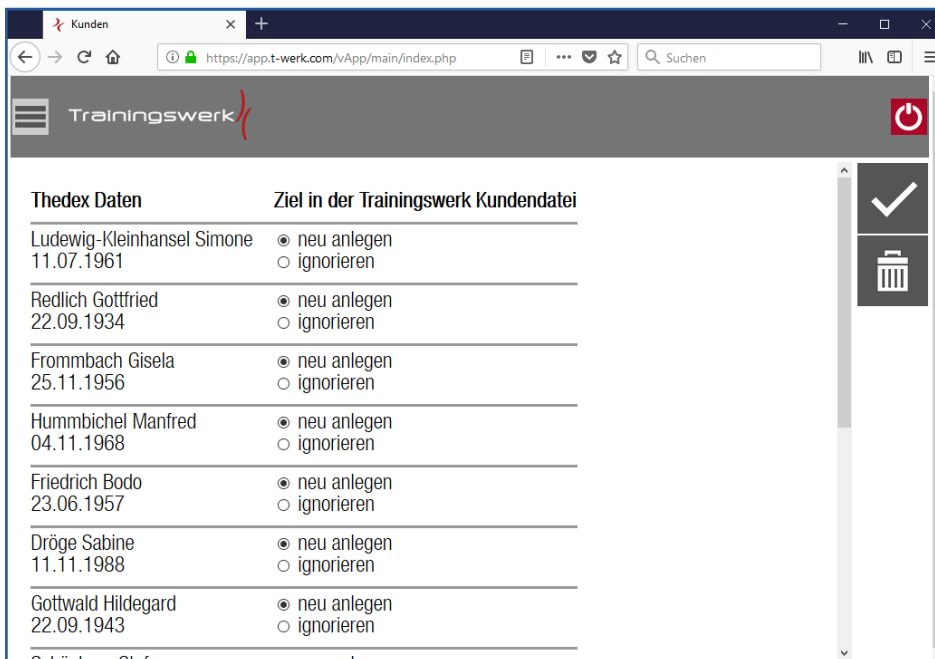 Kunden
https://app.t-werk.com/vApp/main/index.php
Suchen
Trainingswerk
Thedex Daten Ziel in der Trainingswerk Kundendatei
Ludewig-Kleinhansel Simone neu anlegen
11.07.1961 ignorieren
Redlich Gottfried neu anlegen
22.09.1934 ignorieren
Frommbach Gisela neu anlegen
25.11.1956 ignorieren
Hummbichel Manfred neu anlegen
04.11.1968 ignorieren
Friedrich Bodo neu anlegen
23.06.1957 ignorieren
Dröge Sabine neu anlegen
11.11.1988 ignorieren
Gottwald Hildegard neu anlegen
22.09.1943 ignorieren